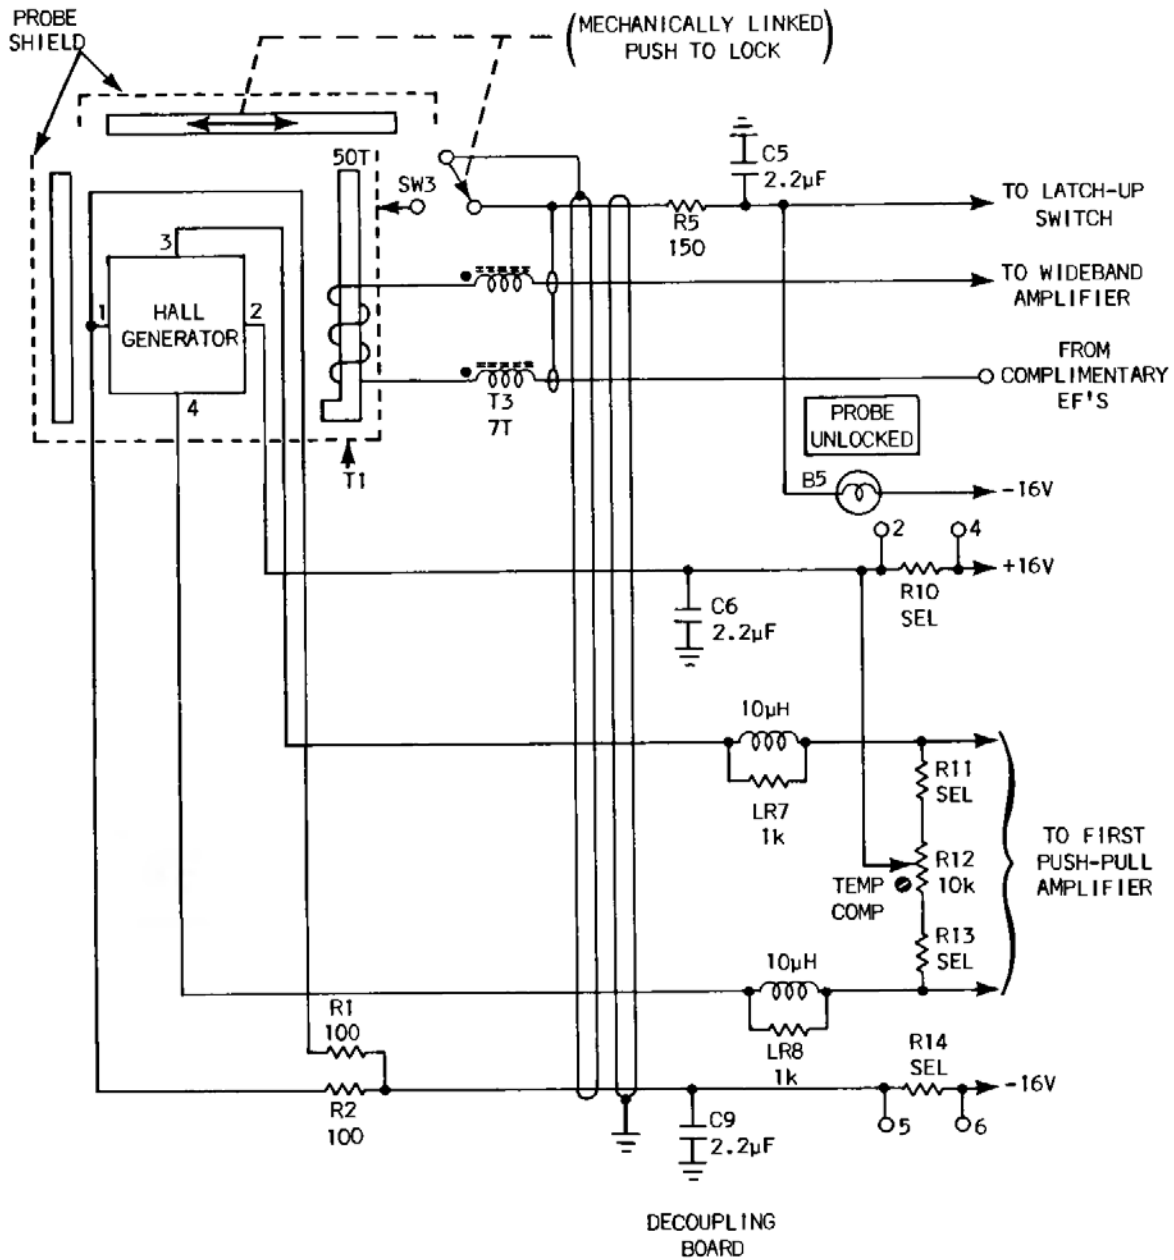 PROBE
SHIELD
(MECHANICALLY LINKED
PUSH TO LOCK)
50T
SW3
C5
2.2µF
TO LATCH-UP
SWITCH
R5
150
3
TO WIDEBAND
AMPLIFIER
HALL
GENERATOR
1
2
4
T3
7T
FROM
COMPLIMENTARY
EF'S
PROBE
UNLOCKED
T1
B5
-16V
2
4
+16V
R10
SEL
C6
2.2µF
10µH
LR7
1k
R11
SEL
R12
10k
TEMP
COMP
R13
SEL
TO FIRST
PUSH-PULL
AMPLIFIER
10µH
LR8
1k
R1
100
R2
100
R14
SEL
-16V
5
6
C9
2.2µF
DECOUPLING
BOARD